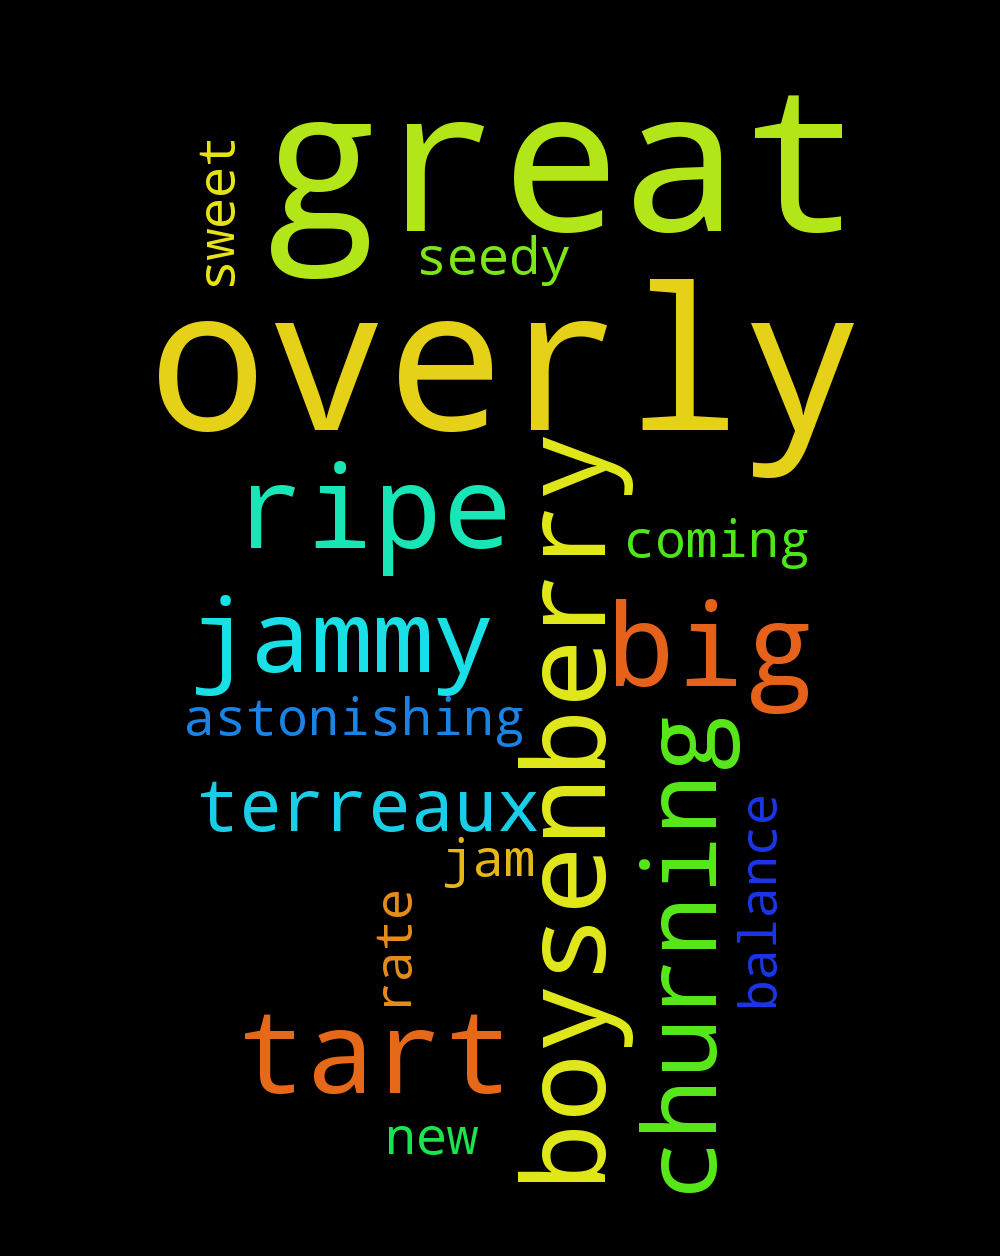 great
sweet
seedy
overly
ripe
boysenberry
coming
jammy
big
astonishing
churning
terreaux
balance
jam
rate
tart
new